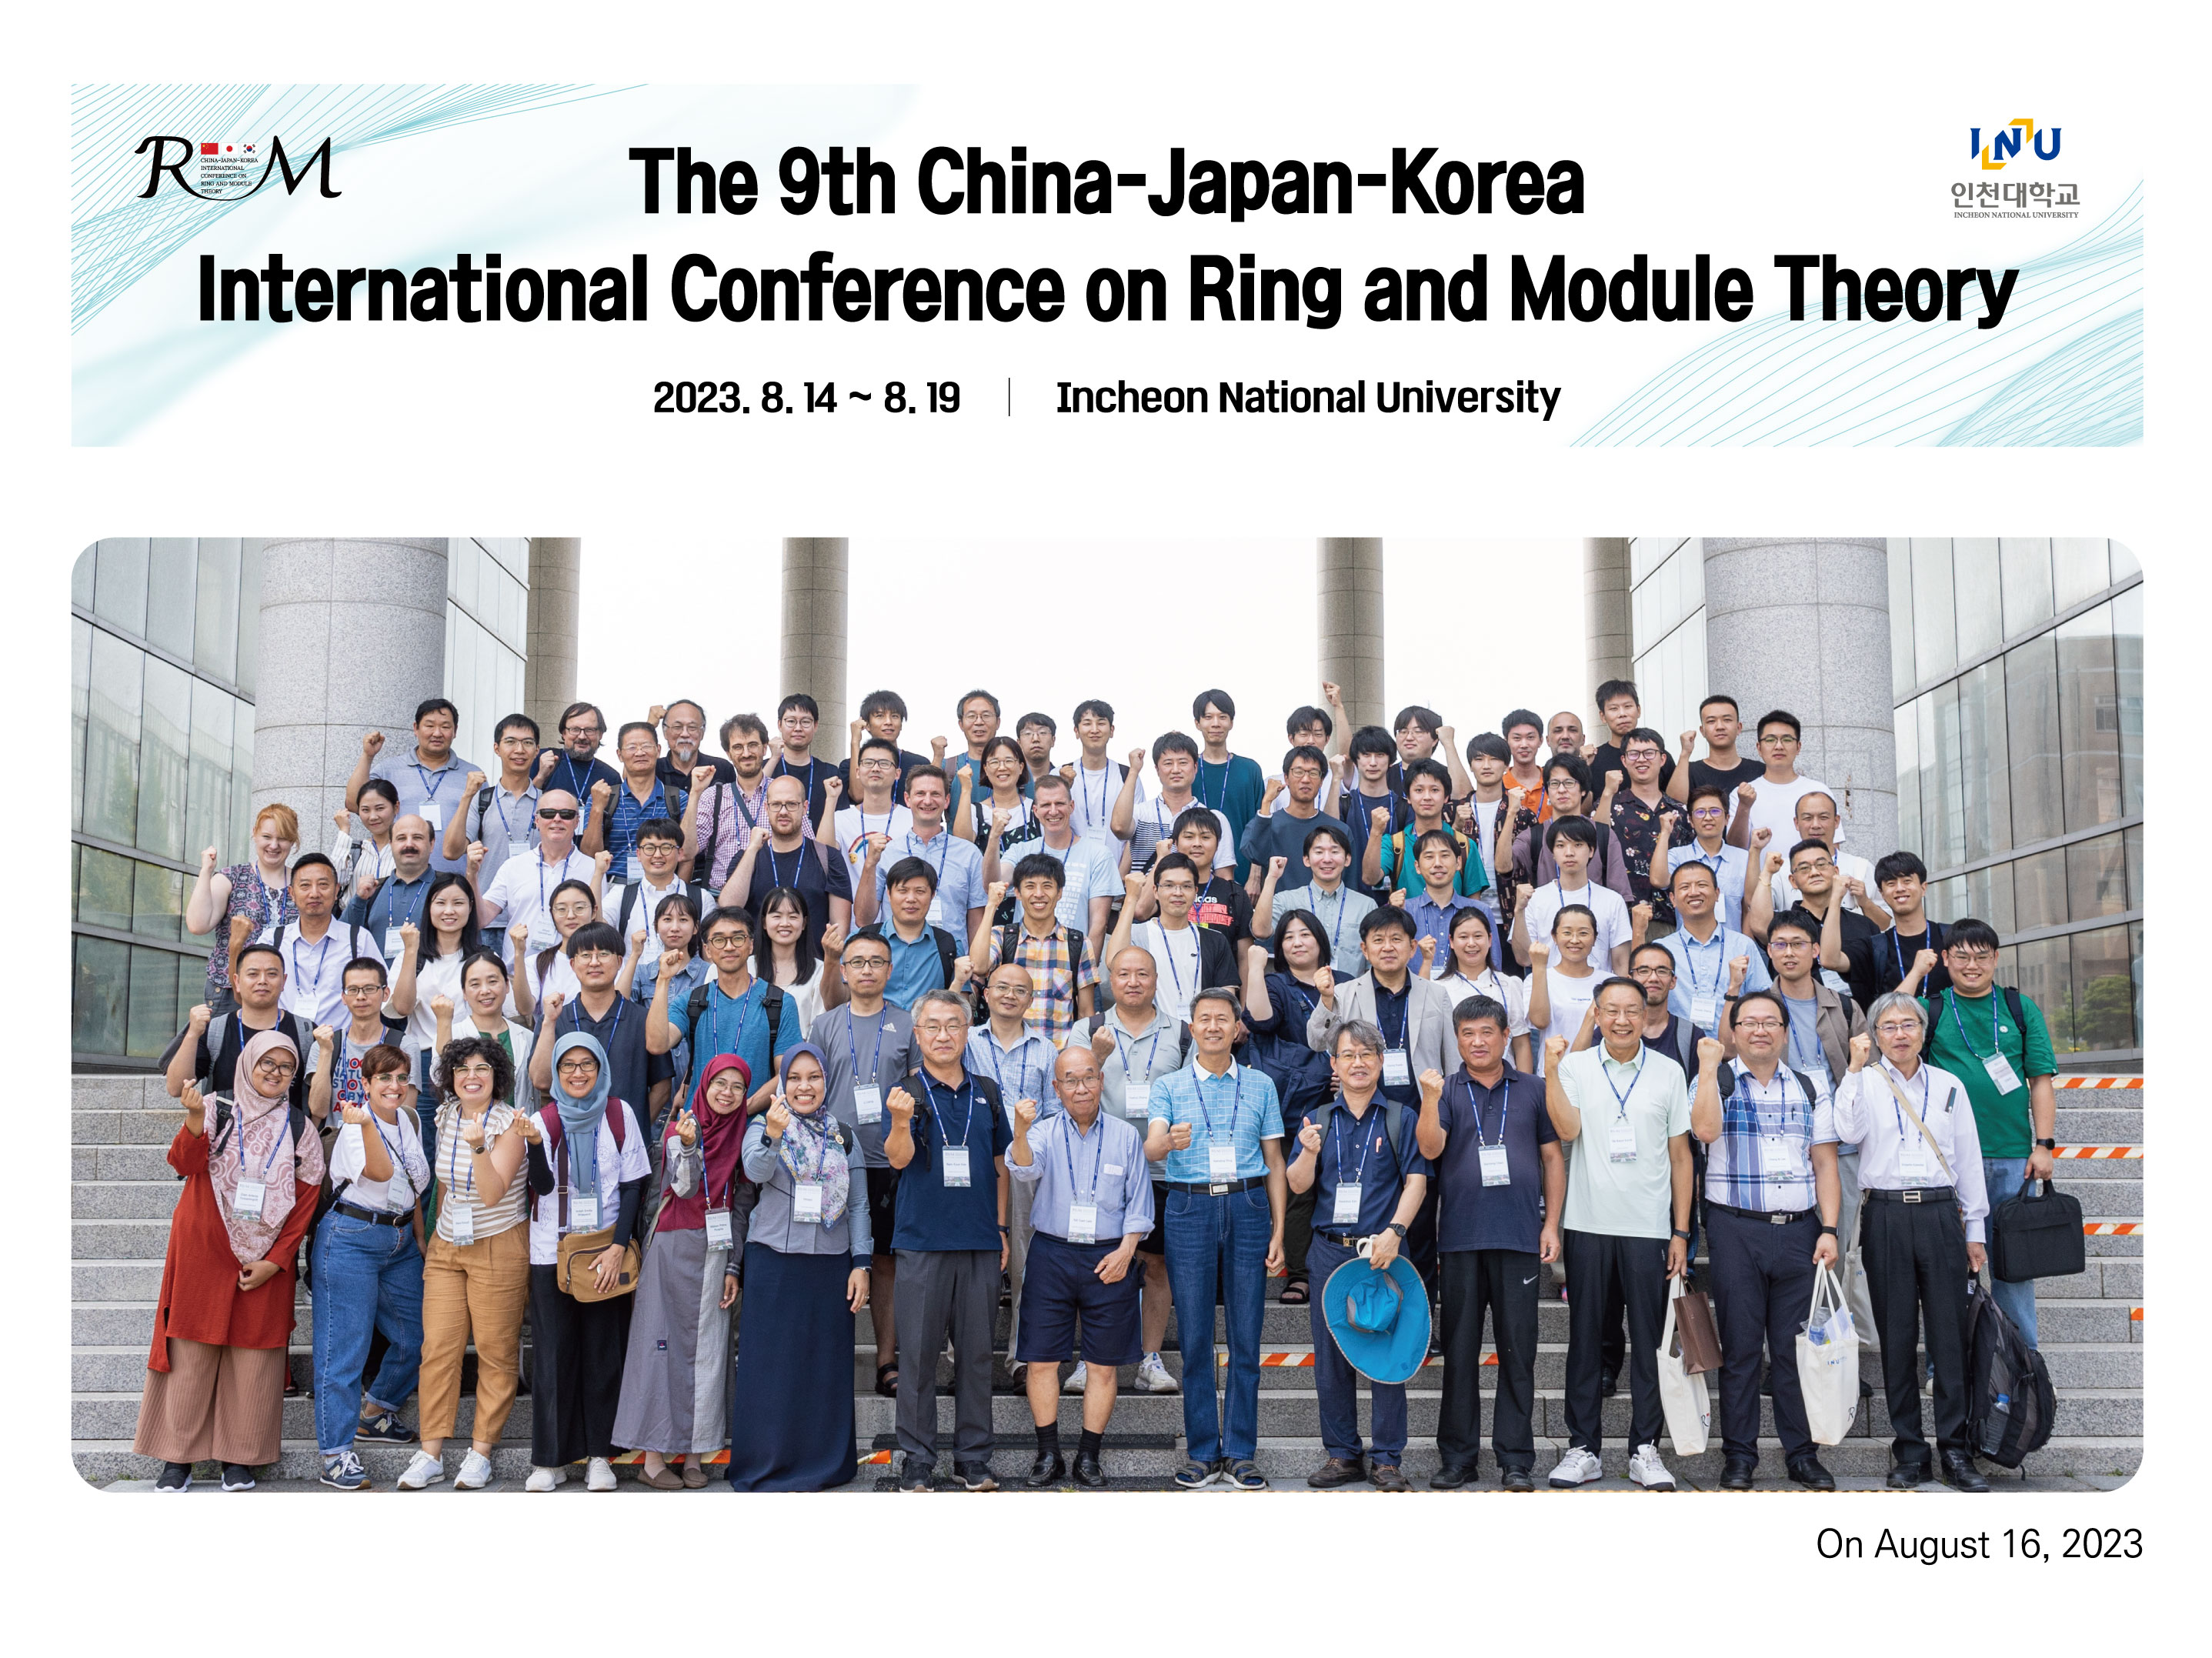 R M
CHINA-JAPAN-KOREA
INTERNATIONAL
CONFERENCE ON
RING AND MODULE
THEORY
The 9th China-Japan-Korea
International Conference on Ring and Module Theory
INU
인천대학교
INCHEON NATIONAL UNIVERSITY
2023. 8. 14 ~ 8. 19 | Incheon National University
adidas
INU
On August 16, 2023